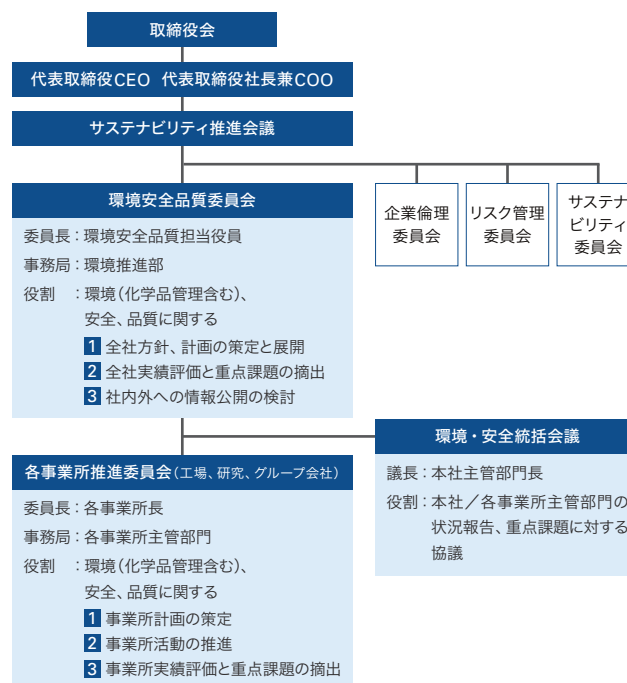 取締役会
代表取締役CEO 代表取締役社長兼COO
サステナビリティ推進会議
環境安全品質委員会
委員長：環境安全品質担当役員
事務局：環境推進部
役割　：環境（化学品管理含む）、
安全、品質に関する
1 全社方針、計画の策定と展開
2 全社実績評価と重点課題の摘出
3 社内外への情報公開の検討
企業倫理
委員会
リスク管理
委員会
サステナ
ビリティ
委員会
環境・安全統括会議
議長：本社主管部門長
役割：本社／各事業所主管部門の
状況報告、重点課題に対する
協議
各事業所推進委員会（工場、研究、グループ会社）
委員長：各事業所長
事務局：各事業所主管部門
役割　：環境（化学品管理含む）、
安全、品質に関する
1 事業所計画の策定
2 事業所活動の推進
3 事業所実績評価と重点課題の摘出